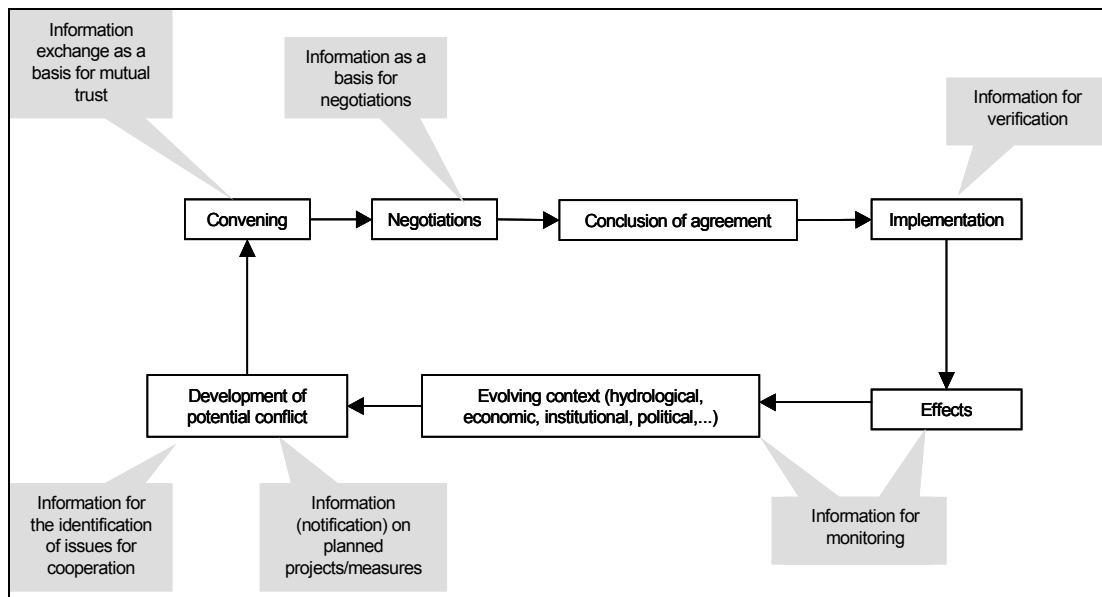 Information
exchange as a
basis for mutual
trust
Information as a
basis for
negotiations
Information for
verification
Convening
Negotiations
Conclusion of agreement
Implementation
Development of
potential conflict
Evolving context (hydrological,
economic, institutional, political,...)
Effects
Information for
the identification
of issues for
cooperation
Information
(notification) on
planned
projects/measures
Information for
monitoring